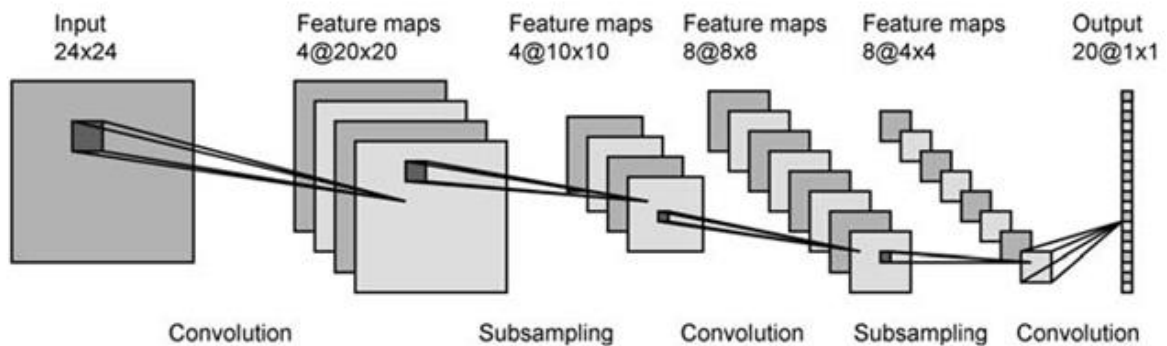 Input
24x24
Feature maps
4@20x20
Feature maps
4@10x10
Feature maps
8@8x8
Feature maps
8@4x4
Output
20@1x1
Convolution
Subsampling
Convolution
Subsampling
Convolution